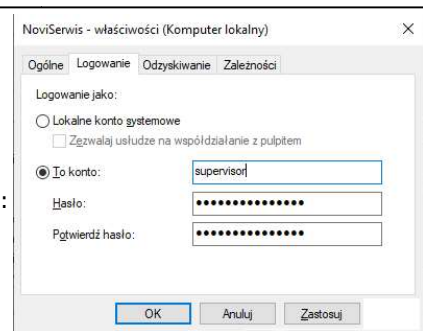 NoviSerwis - właściwości (Komputer lokalny)
Ogólne Logowanie Odzyskiwanie Zależności
Logowanie jako:
Lokalne konto systemowe
Zezwalaj usłudze na współdziałanie z pulpitem
To konto: supervisor
:
Hasło: ●●●●●●●●●●●●●●●
Potwierdź hasło: ●●●●●●●●●●●●●●●
OK Anuluj Zastosuj